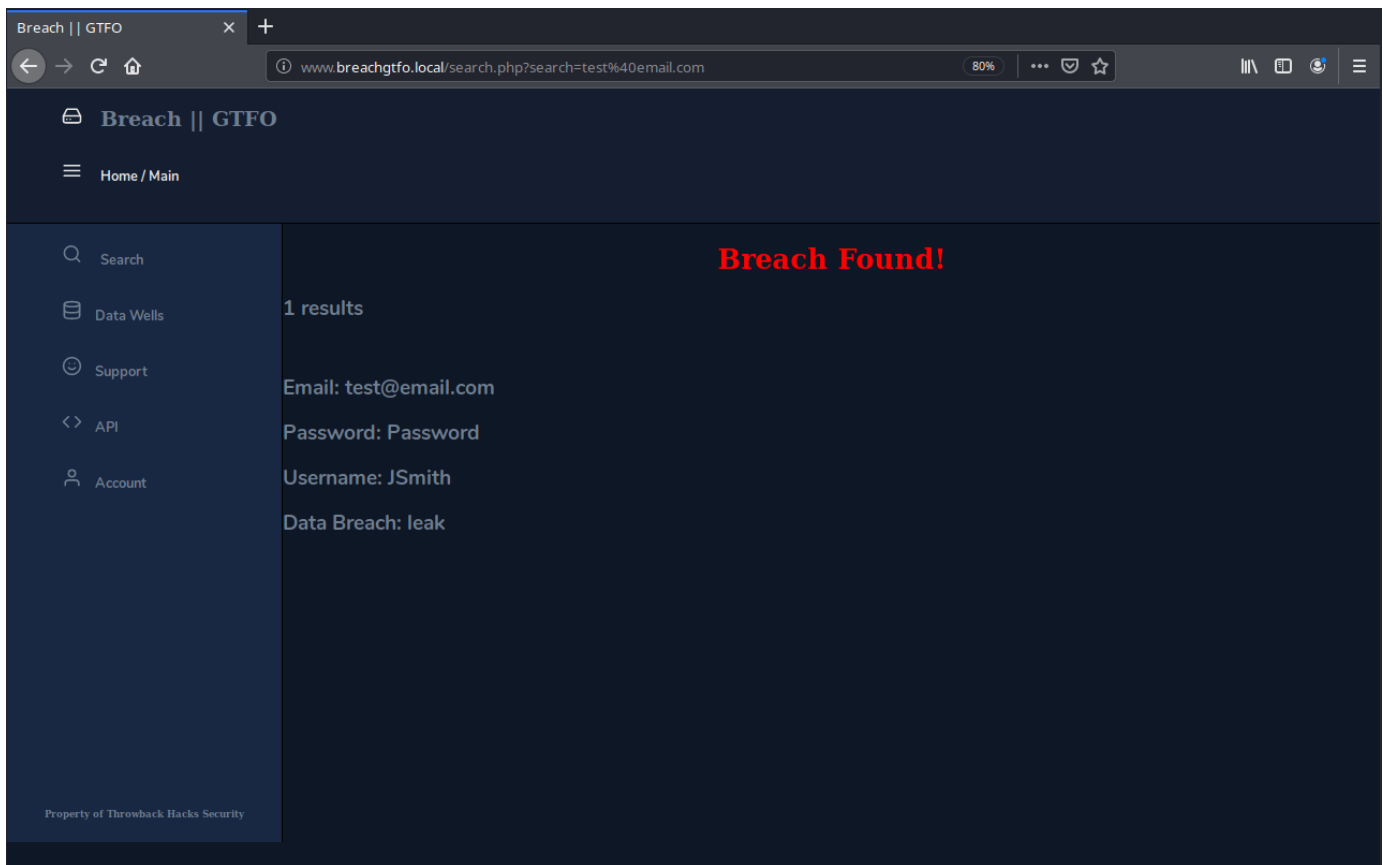 Breach || GTFO
www.breachgtfo.local/search.php?search=test%40email.com
80%
Breach || GTFO
Home / Main
Search
Data Wells
Support
API
Account
Property of Throwback Hacks Security
Breach Found!
1 results
Email: test@email.com
Password: Password
Username: JSmith
Data Breach: leak